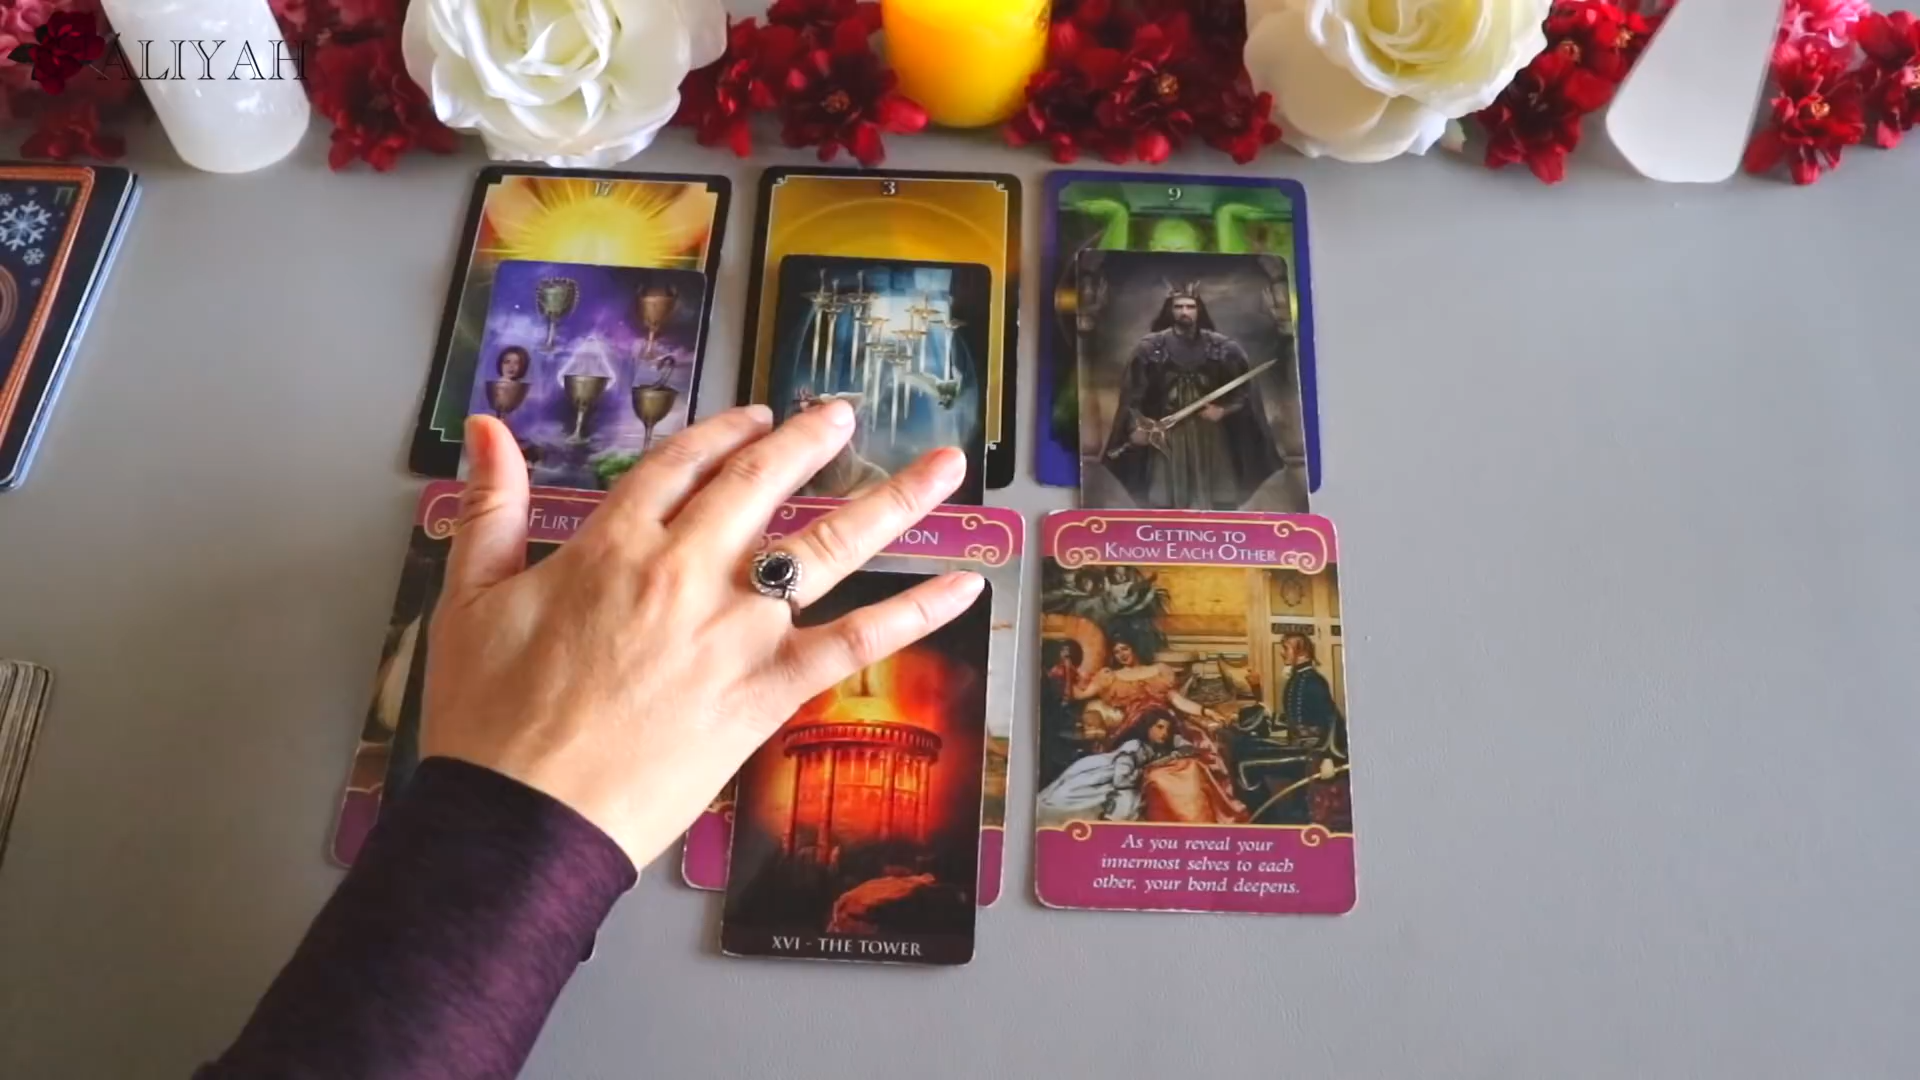 ALIYAH
17
3
9
GETTING TO
KNOW EACH OTHER
As you reveal your
innermost selves to each
other, your bond deepens.
XVI - THE TOWER